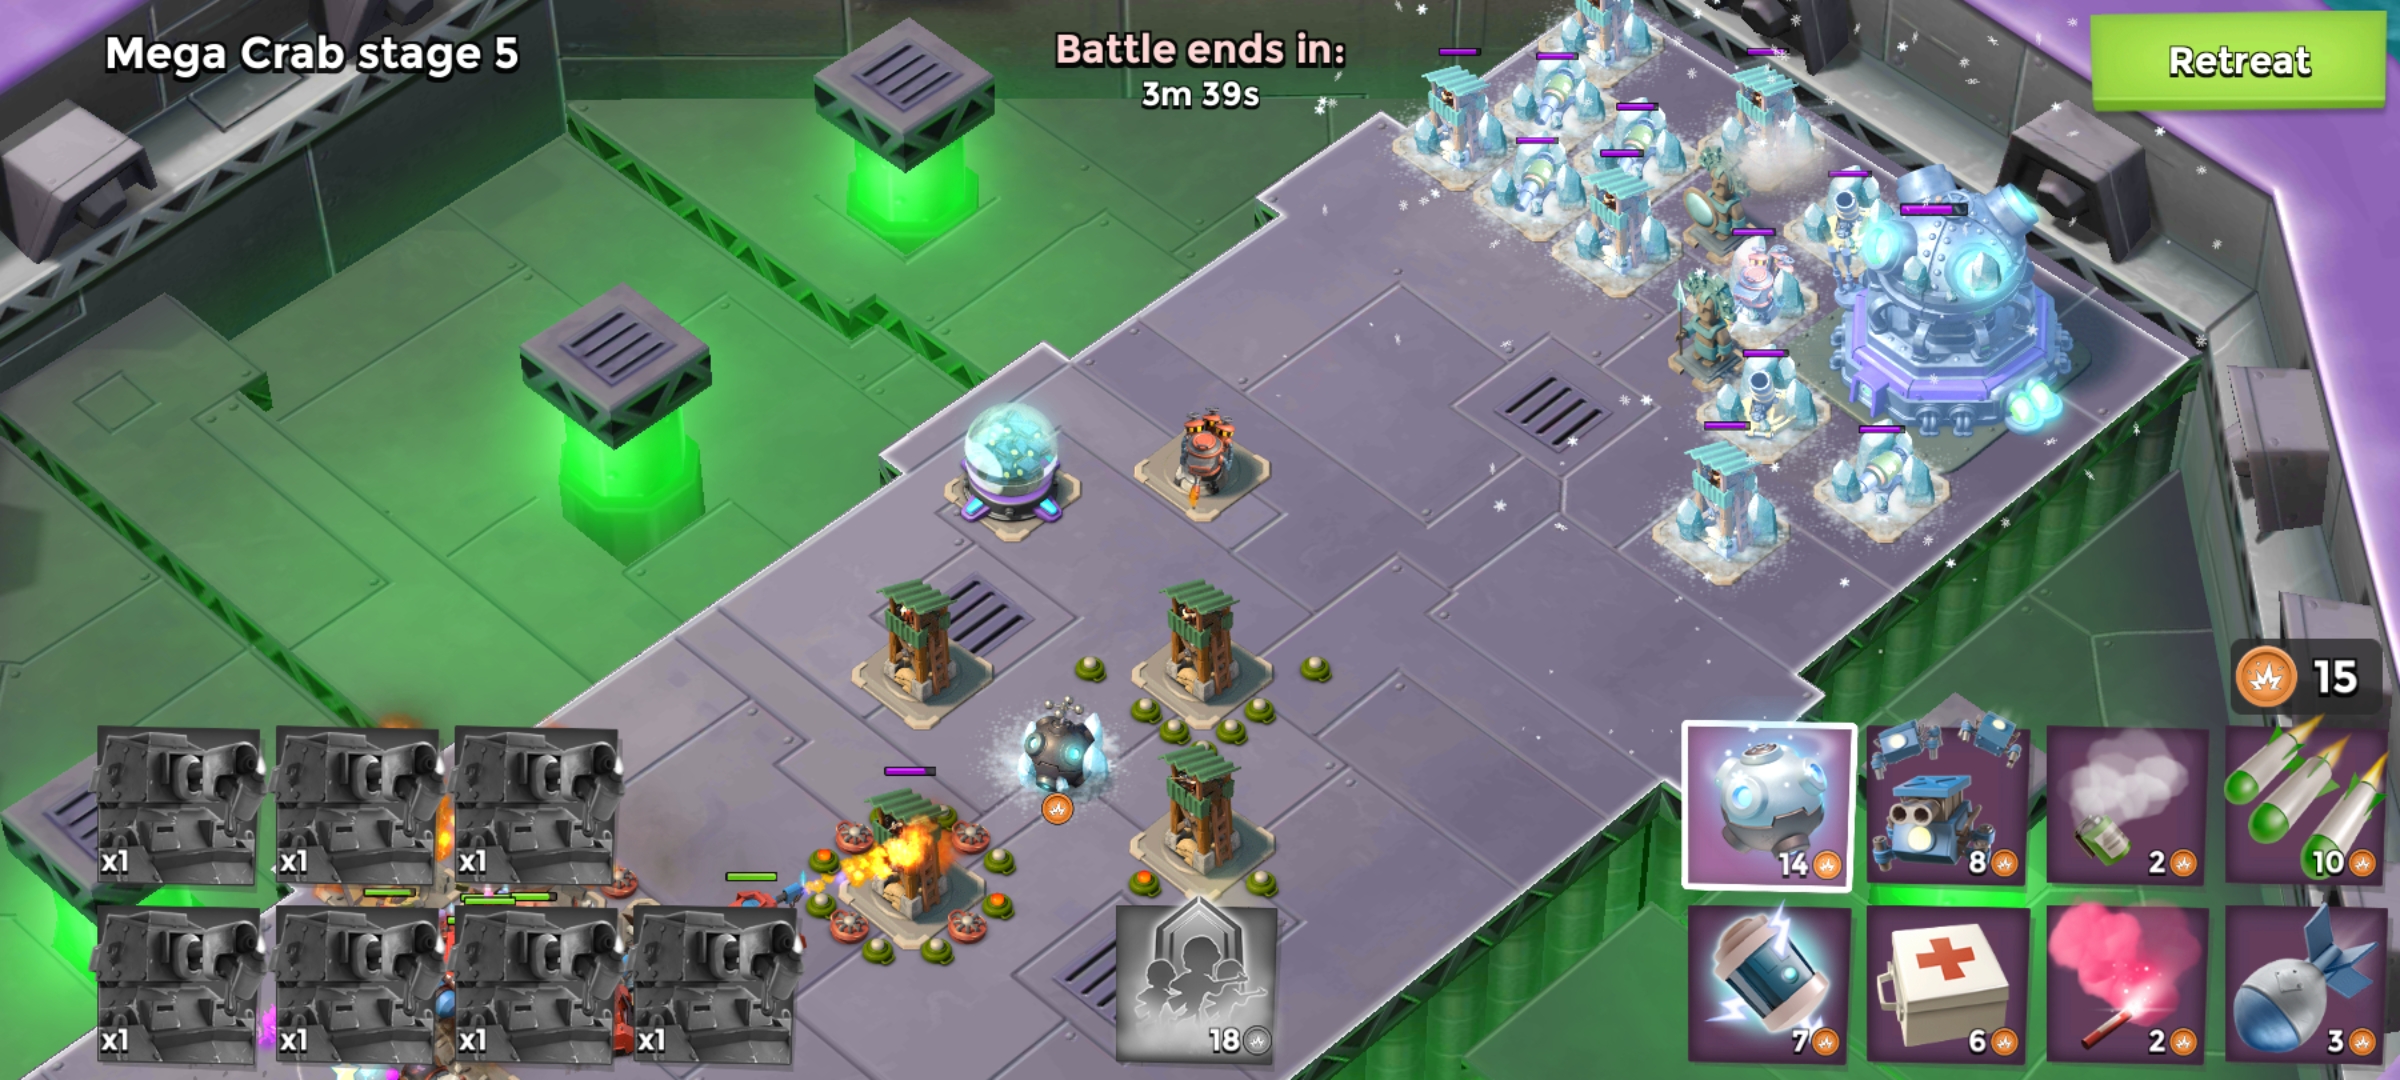 Mega Crab stage 5
Battle ends in:
3m 39s
Retreat
15
x1
x1
x1
14
8
2
10
x1
x1
x1
x1
18
7
6
2
3